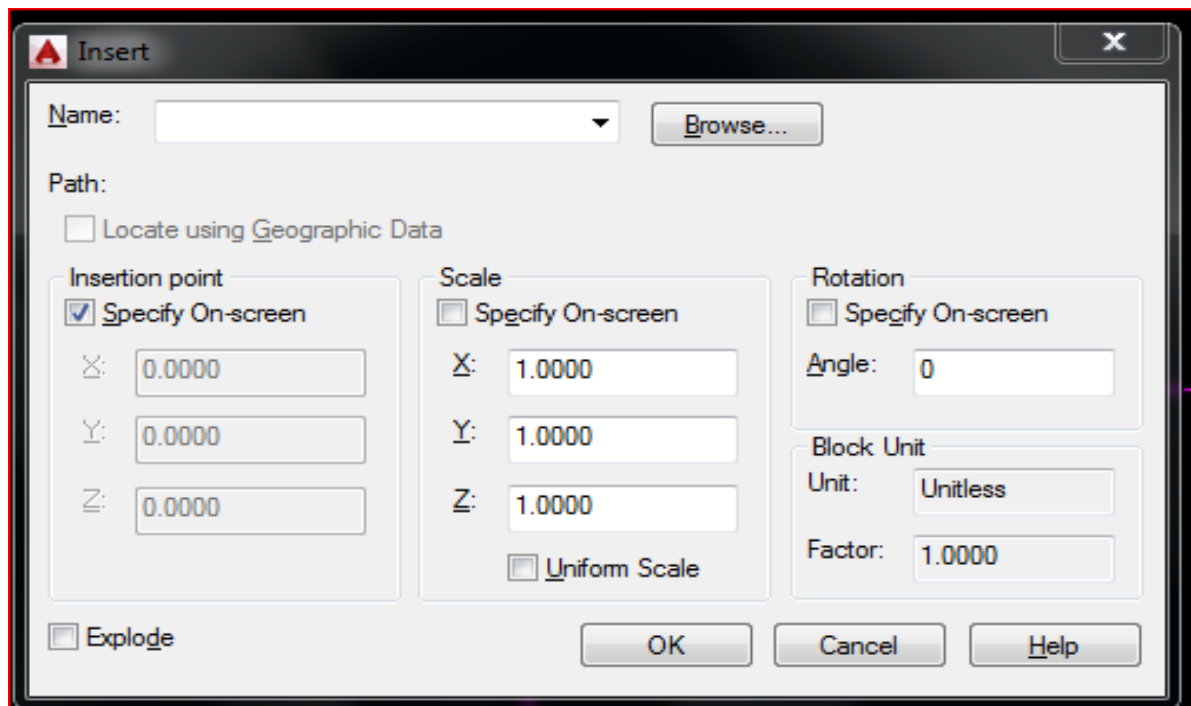 Insert
Name: Browse...
Path:
Locate using Geographic Data
Insertion point
Specify On-screen
X: 0.0000
Y: 0.0000
Z: 0.0000
Scale
Specify On-screen
X: 1.0000
Y: 1.0000
Z: 1.0000
Uniform Scale
Rotation
Specify On-screen
Angle: 0
Block Unit
Unit: Unitless
Factor: 1.0000
Explode
OK Cancel Help